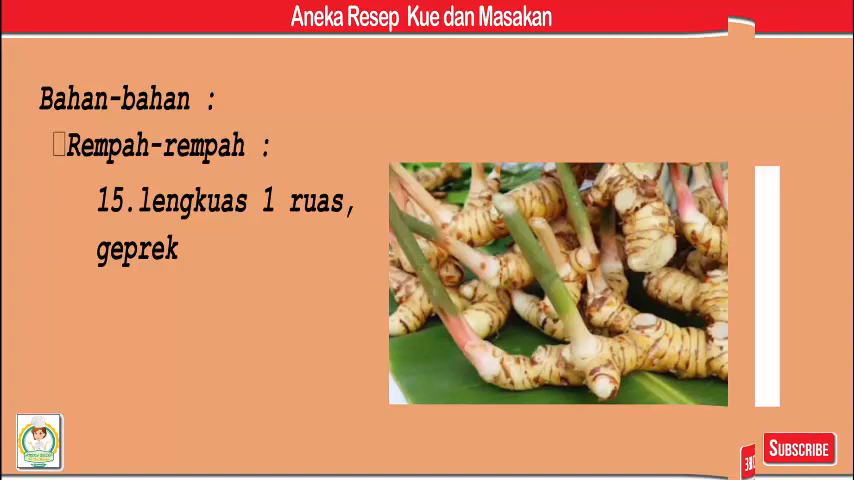 Aneka Resep Kue dan Masakan
Bahan-bahan :
Rempah-rempah :
15.lengkuas 1 ruas,
geprek
SUBSCRIBE